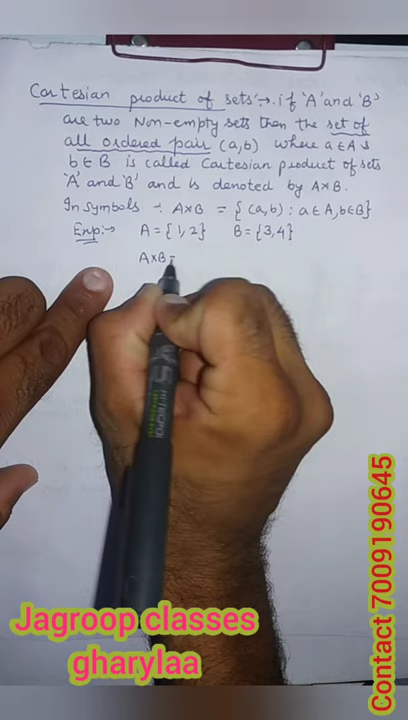 Cartesian product of sets :→ if 'A' and 'B'
are two Non-empty sets then the set of
all ordered pair (a,b) where a∈A &
b∈B is called Cartesian product of sets
'A' and 'B' and is denoted by A×B.
In symbols :- A×B = {(a,b) : a∈A, b∈B}
Exp:→ A = {1,2} B = {3,4}
A×B=
Jagroop classes
gharylaa
Contact 7009190645